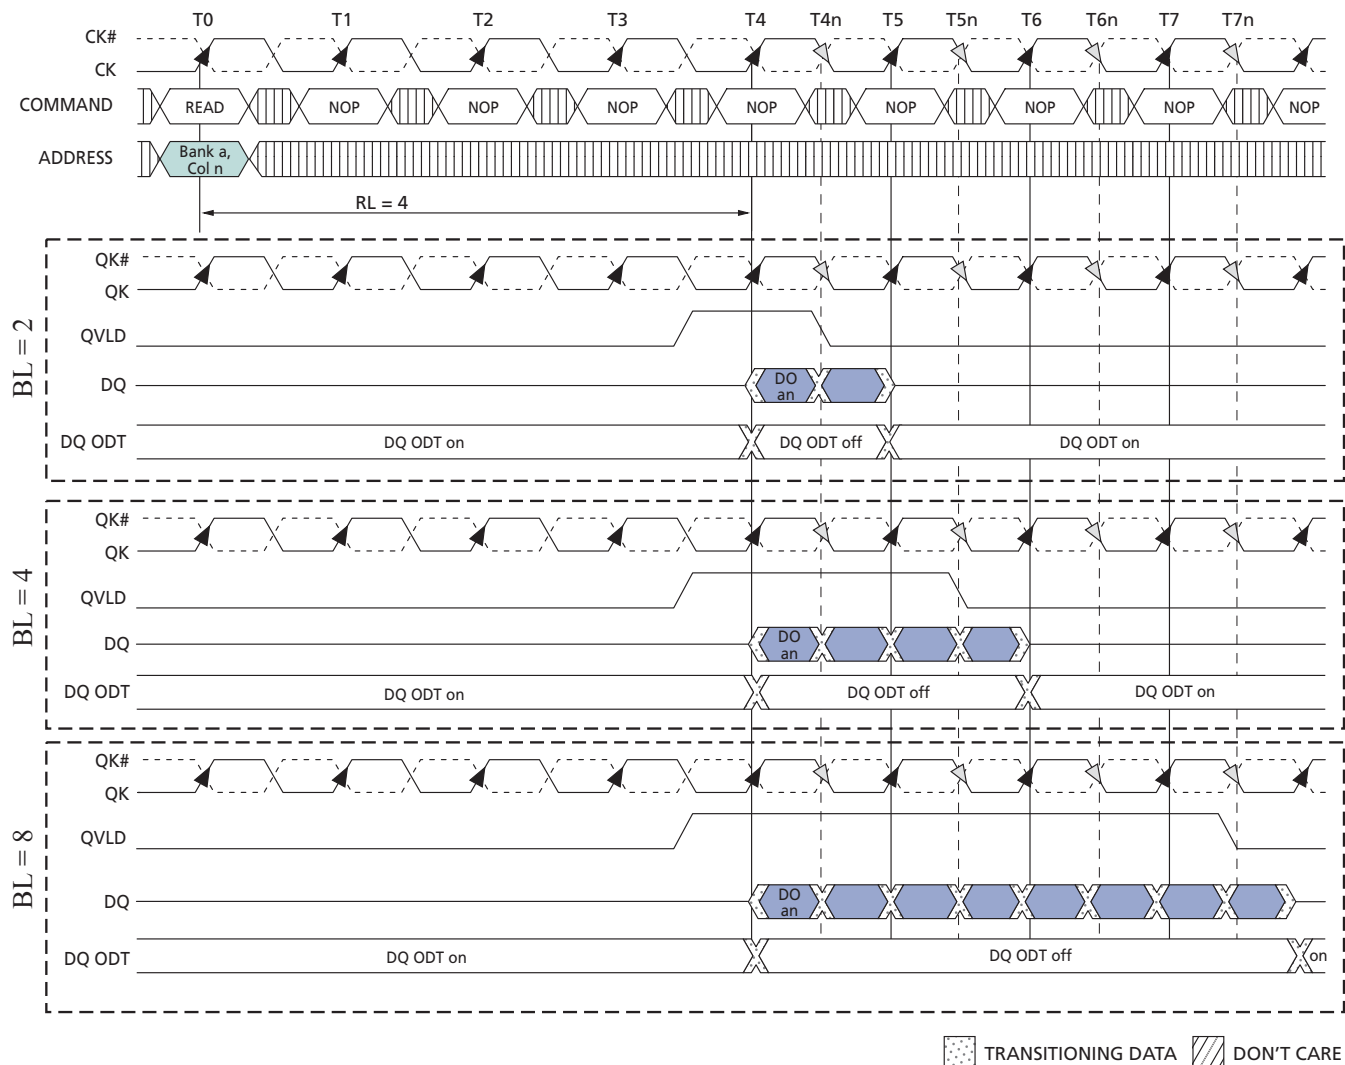 T0 T1 T2 T3 T4 T4n T5 T5n T6 T6n T7 T7n
CK#
CK
COMMAND READ NOP NOP NOP NOP NOP NOP NOP NOP
ADDRESS Bank a,
Col n
RL = 4
BL = 2
QK#
QK
QVLD
DQ DO
an
DQ ODT DQ ODT on DQ ODT off DQ ODT on
BL = 4
QK#
QK
QVLD
DQ DO
an
DQ ODT DQ ODT on DQ ODT off DQ ODT on
BL = 8
QK#
QK
QVLD
DQ DO
an
DQ ODT DQ ODT on DQ ODT off on
TRANSITIONING DATA DON'T CARE